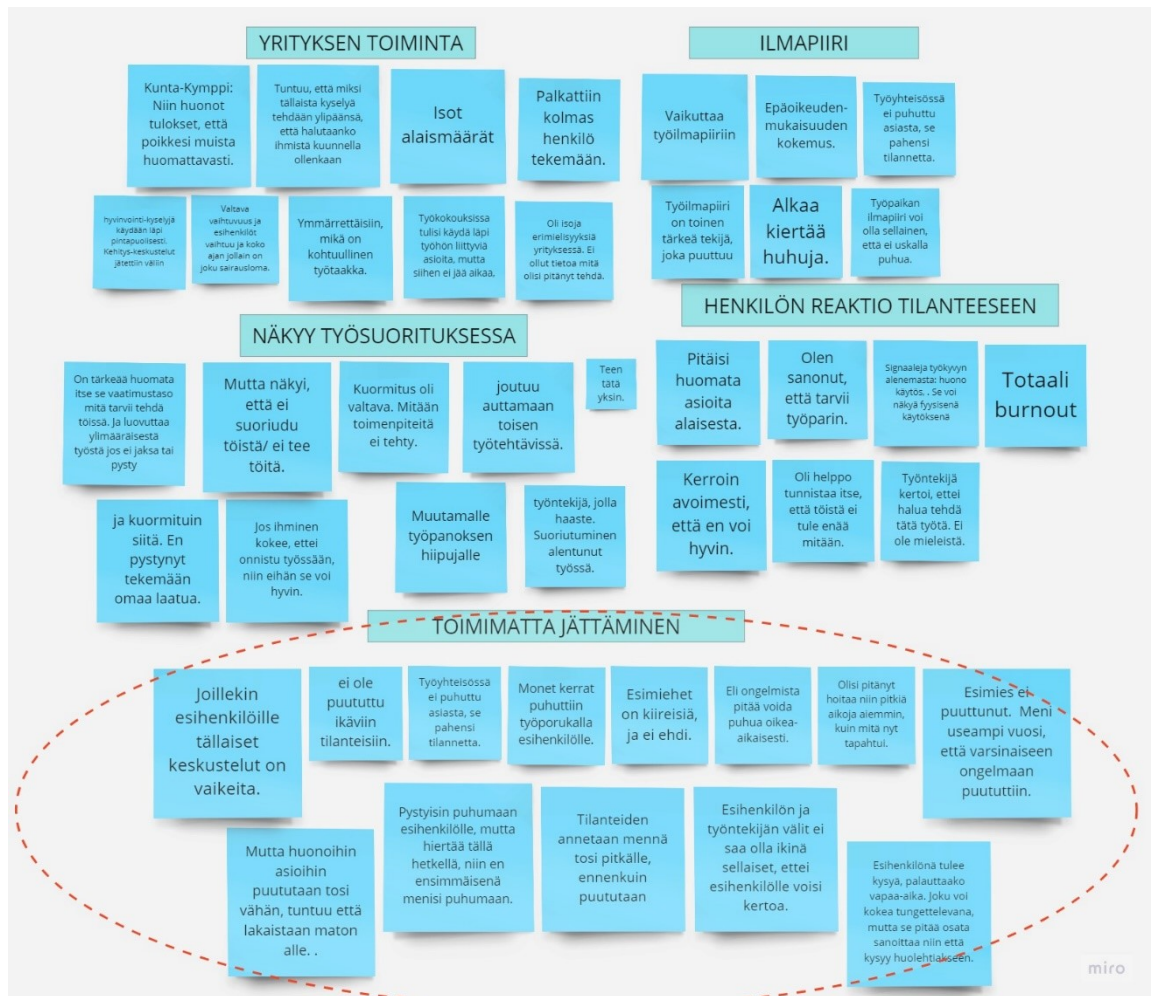 YRITYKSEN TOIMINTA
Kunta-Kymppi:
Niin huonot
tulokset, että
poikkesi muista
huomattavasti.
Tuntuu, että miksi
tällaista kyselyä
tehdään ylipäänsä,
että halutaanko
ihmistä kuunnella
ollenkaan
Isot
alaismäärät
Palkattiin
kolmas
henkilö
tekemään.
hyvinvointi-kyselyjä
käydään läpi
pintapuolisesti.
Kehitys-keskustelut
jätettiin väliin
Valtava
vaihtuvuus ja
esihenkilöt
vaihtuu ja koko
ajan jollain on
joku sairausloma.
Ymmärrettäisiin,
mikä on
kohtuullinen
työtaakka.
Työkokouksissa
tulisi käydä läpi
työhön liittyviä
asioita, mutta
siihen ei jää aikaa,
Oli isoja
erimielisyyksiä
yrityksessä. Ei
ollut tietoa mitä
olisi pitänyt tehdä.
ILMAPIIRI
Vaikuttaa
työilmapiiriin
Epäoikeuden-
mukaisuuden
kokemus.
Työyhteisössä
ei puhuttu
asiasta, se
pahensi
tilannetta.
Työilmapiiri
on toinen
tärkeä tekijä,
joka puuttuu
Alkaa
kiertää
huhuja.
Työpaikan
ilmapiiri voi
olla sellainen,
että ei uskalla
puhua.
NÄKYY TYÖSUORITUKSESSA
On tärkeää huomata
itse se vaatimustaso
mitä tarvii tehdä
töissä. Ja luovuttaa
ylimääräisestä
työstä jos ei jaksa tai
pysty
Mutta näkyi,
että ei
suoriudu
töistä/ ei tee
töitä.
Kuormitus oli
valtava. Mitään
toimenpiteitä
ei tehty.
joutuu
auttamaan
toisen
työtehtävissä.
Teen
tätä
yksin.
ja kuormituin
siitä. En
pystynyt
tekemään
omaa laatua.
Jos ihminen
kokee, ettei
onnistu työssään,
niin eihän se voi
hyvin.
Muutamalle
työpanoksen
hiipujalle
työntekijä, jolla
haaste.
Suoriutuminen
alentunut
työssä.
HENKILÖN REAKTIO TILANTEESEEN
Pitäisi
huomata
asioita
alaisesta.
Olen
sanonut,
että tarvii
työparin.
Signaaleja työkyvyn
alenemasta: huono
käytös. . Se voi
näkyä fyysisenä
käytöksenä
Totaali
burnout
Kerroin
avoimesti,
että en voi
hyvin.
Oli helppo
tunnistaa itse,
että töistä ei
tule enää
mitään.
Työntekijä
kertoi, ettei
halua tehdä
tätä työtä. Ei
ole mieleistä.
TOIMIMATTA JÄTTÄMINEN
Joillekin
esihenkilöille
tällaiset
keskustelut on
vaikeita.
ei ole
puututtu
ikäviin
tilanteisiin.
Työyhteisössä
ei puhuttu
asiasta, se
pahensi
tilannetta.
Monet kerrat
puhuttiin
työporukalla
esihenkilölle.
Esimiehet
on kiireisiä,
ja ei ehdi.
Eli ongelmista
pitää voida
puhua oikea-
aikaisesti.
Olisi pitänyt
hoitaa niin pitkiä
aikoja aiemmin,
kuin mitä nyt
tapahtui.
Esimies ei
puuttunut. Meni
useampi vuosi,
että varsinaiseen
ongelmaan
puututtiin.
Mutta huonoihin
asioihin
puututaan tosi
vähän, tuntuu että
lakaistaan maton
alle. .
Pystyisin puhumaan
esihenkilölle, mutta
hiertää tällä
hetkellä, niin en
ensimmäisenä
menisi puhumaan.
Tilanteiden
annetaan mennä
tosi pitkälle,
ennenkuin
puututaan
Esihenkilön ja
työntekijän välit ei
saa olla ikinä
sellaiset, ettei
esihenkilölle voisi
kertoa.
Esihenkilönä tulee
kysyä, palauttaako
vapaa-aika. Joku voi
kokea tungettelevana,
mutta se pitää osata
sanoittaa niin että
kysyy huolehtiakseen.
miro